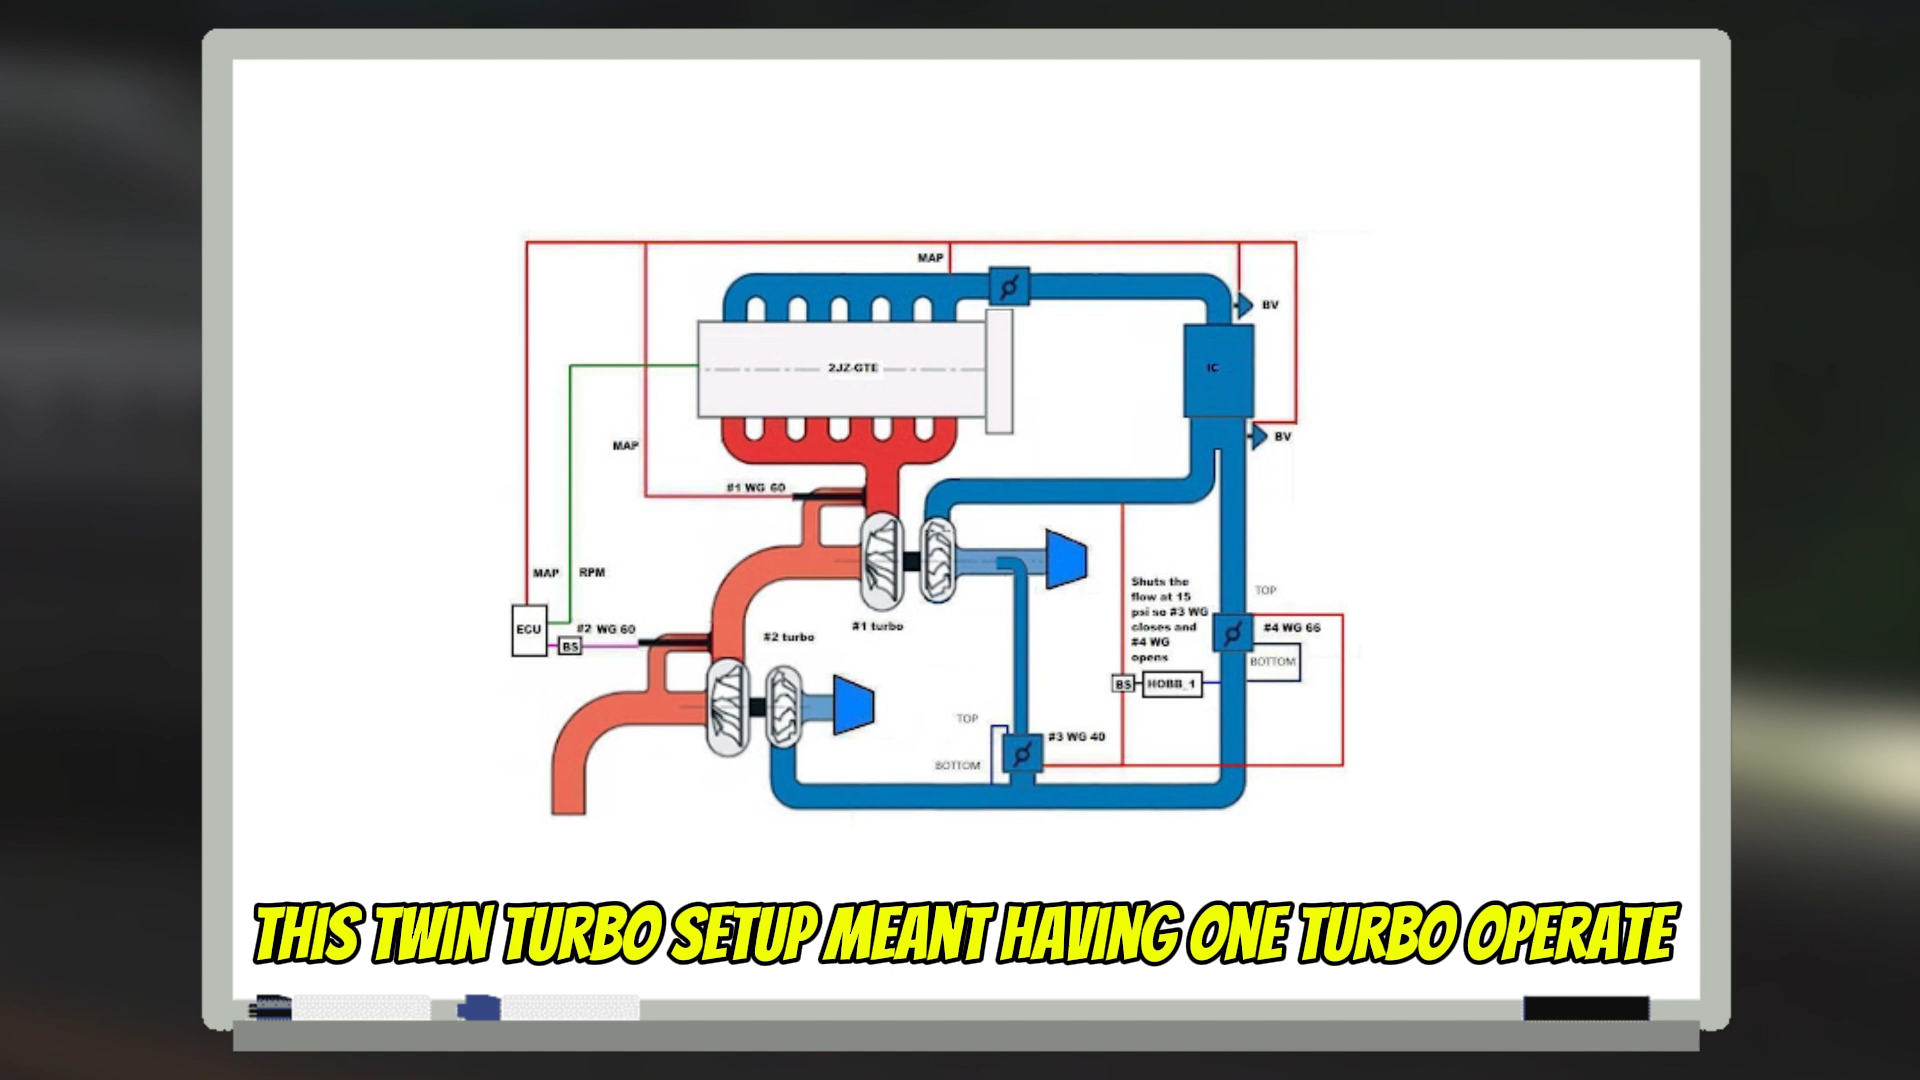 MAP
BV
2JZ-GTE
IC
BV
MAP
#1 WG 60
MAP
RPM
Shuts the
flow at 15
psi so #3 WG
closes and
#4 WG
opens
TOP
ECU
#2 WG 60
BS
#2 turbo
#1 turbo
#4 WG 66
BOTTOM
BS
HOBB_1
TOP
#3 WG 40
BOTTOM
THIS TWIN TURBO SETUP MEANT HAVING ONE TURBO OPERATE